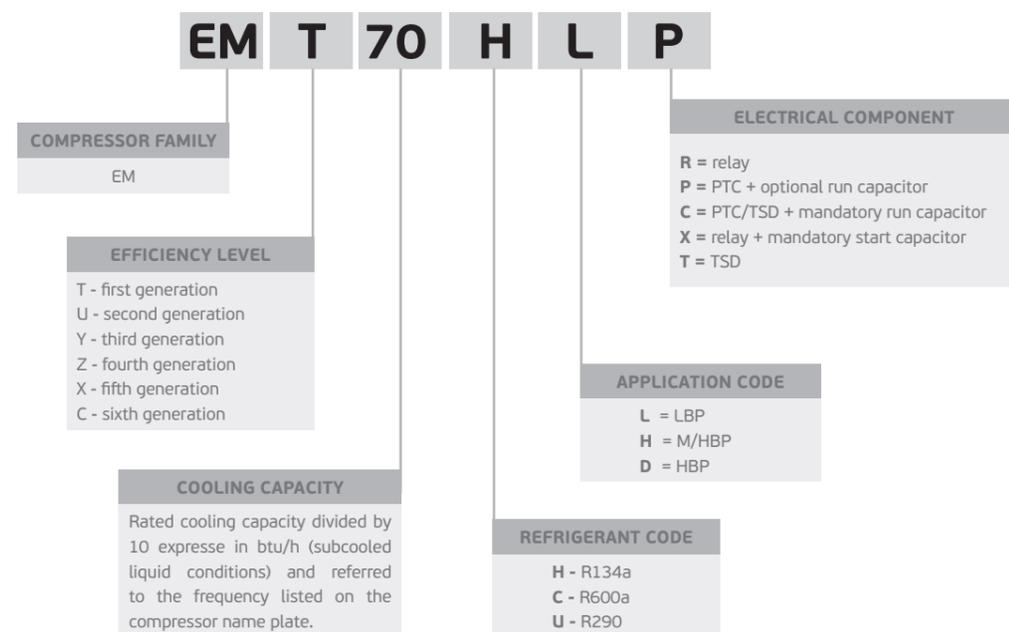 EM T 70 H L P
COMPRESSOR FAMILY
EM
EFFICIENCY LEVEL
T - first generation
U - second generation
Y - third generation
Z - fourth generation
X - fifth generation
C - sixth generation
COOLING CAPACITY
Rated cooling capacity divided by
10 expresse in btu/h (subcooled
liquid conditions) and referred
to the frequency listed on the
compressor name plate.
REFRIGERANT CODE
H - R134a
C - R600a
U - R290
APPLICATION CODE
L = LBP
H = M/HBP
D = HBP
ELECTRICAL COMPONENT
R = relay
P = PTC + optional run capacitor
C = PTC/TSD + mandatory run capacitor
X = relay + mandatory start capacitor
T = TSD